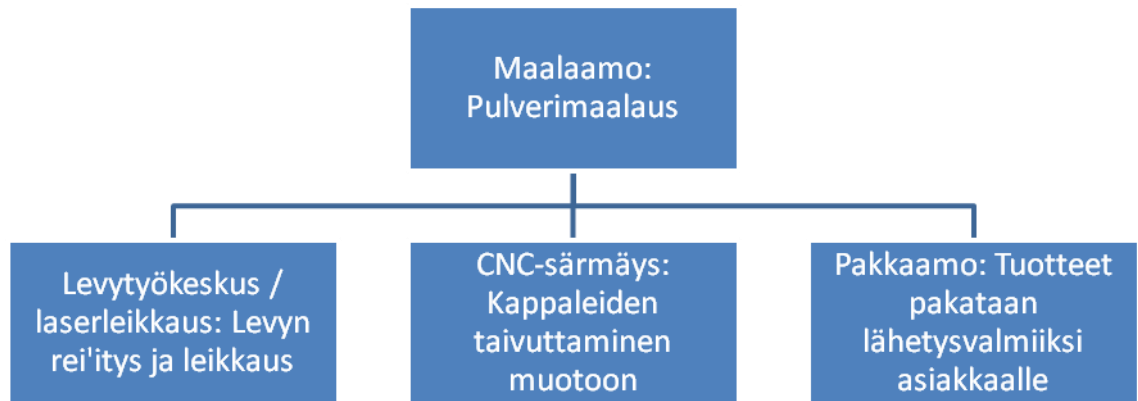 Maalaamo:
Pulverimaalaus
Levytyökeskus /
laserleikkaus: Levyn
rei'itys ja leikkaus
CNC-särmäys:
Kappaleiden
taivuttaminen
muotoon
Pakkaamo: Tuotteet
pakataan
lähetysvalmiiksi
asiakkaalle